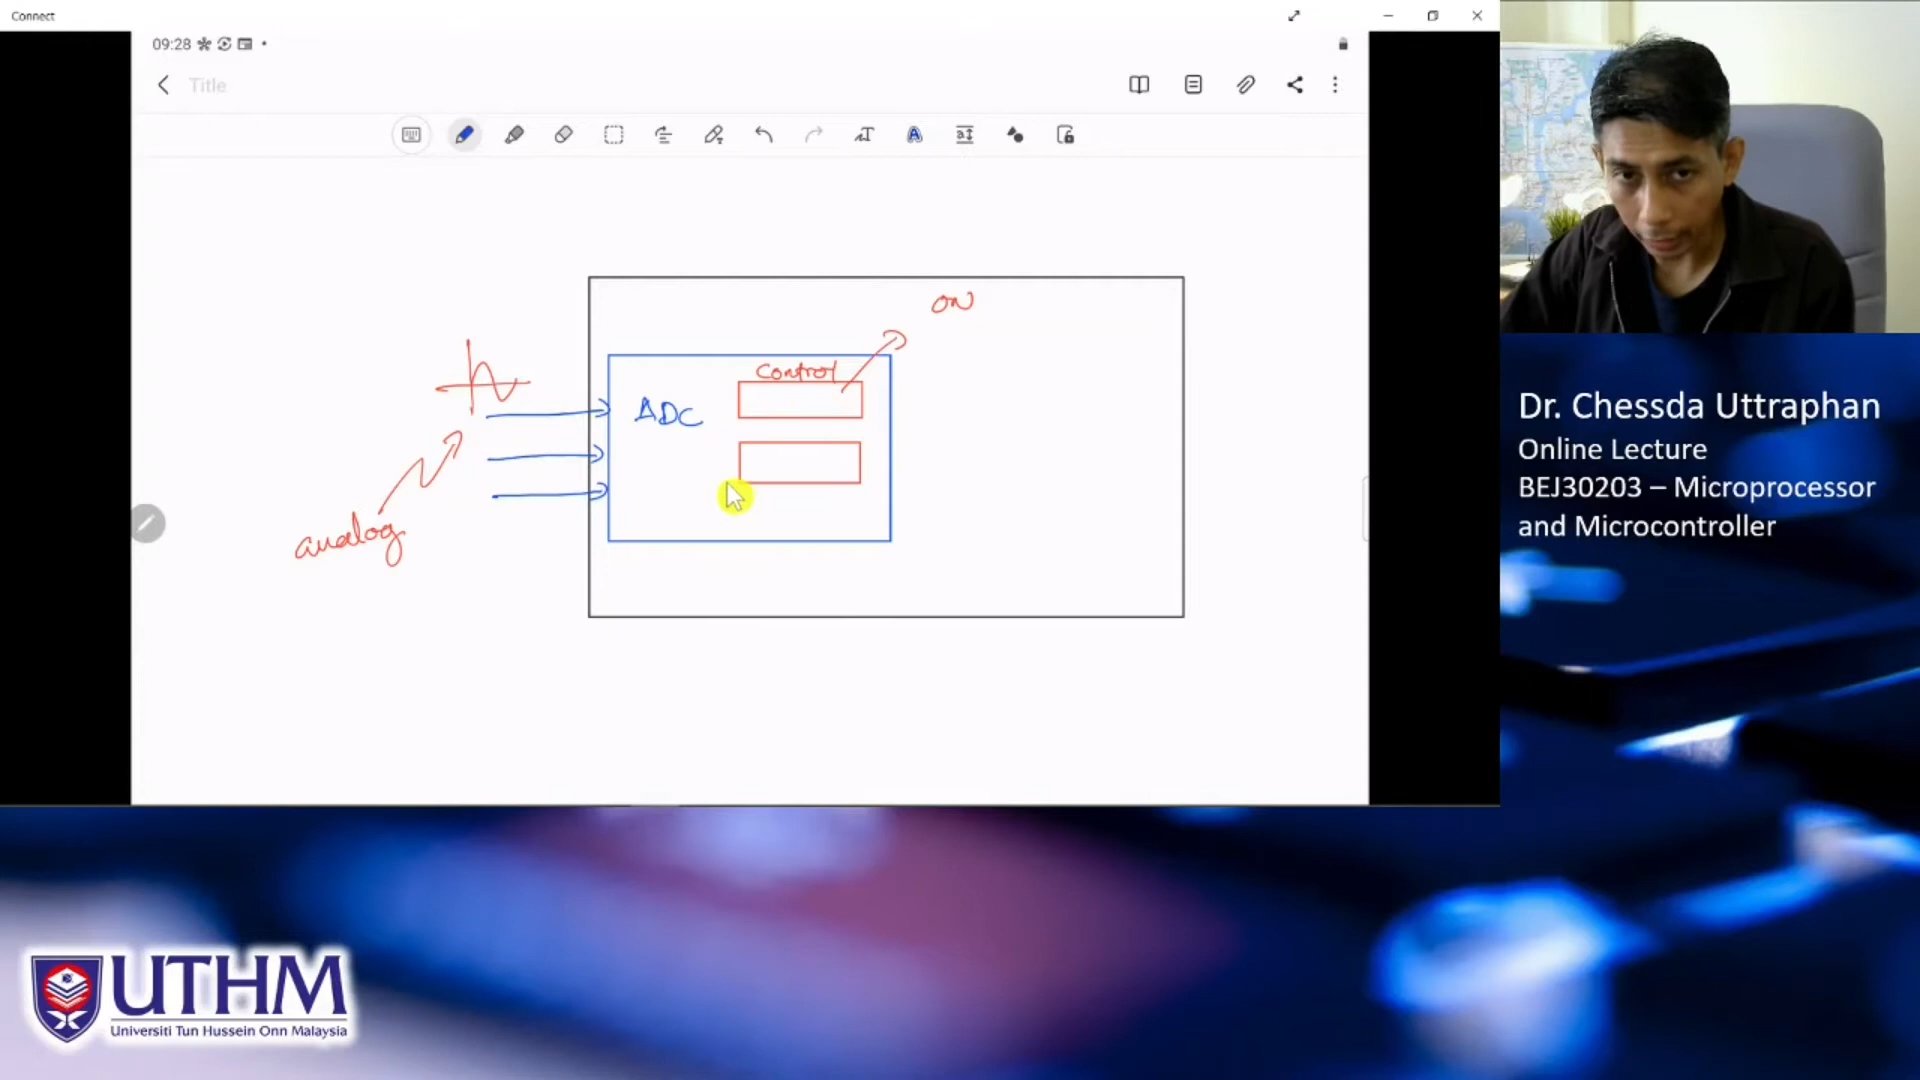 Connect
09:28
Title
on
Control
ADC
analog
Dr. Chessda Uttraphan
Online Lecture
BEJ30203 – Microprocessor
and Microcontroller
UTHM
Universiti Tun Hussein Onn Malaysia